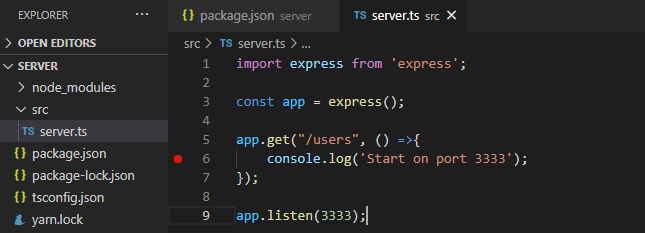 EXPLORER
OPEN EDITORS
SERVER
node_modules
src
TS server.ts
{} package.json
{} package-lock.json
{} tsconfig.json
yarn.lock
{} package.json server
TS server.ts src ×
src > TS server.ts > ...
1 import express from 'express';
2
3 const app = express();
4
5 app.get("/users", () =>{
6 console.log('Start on port 3333');
7 });
8
9 app.listen(3333);